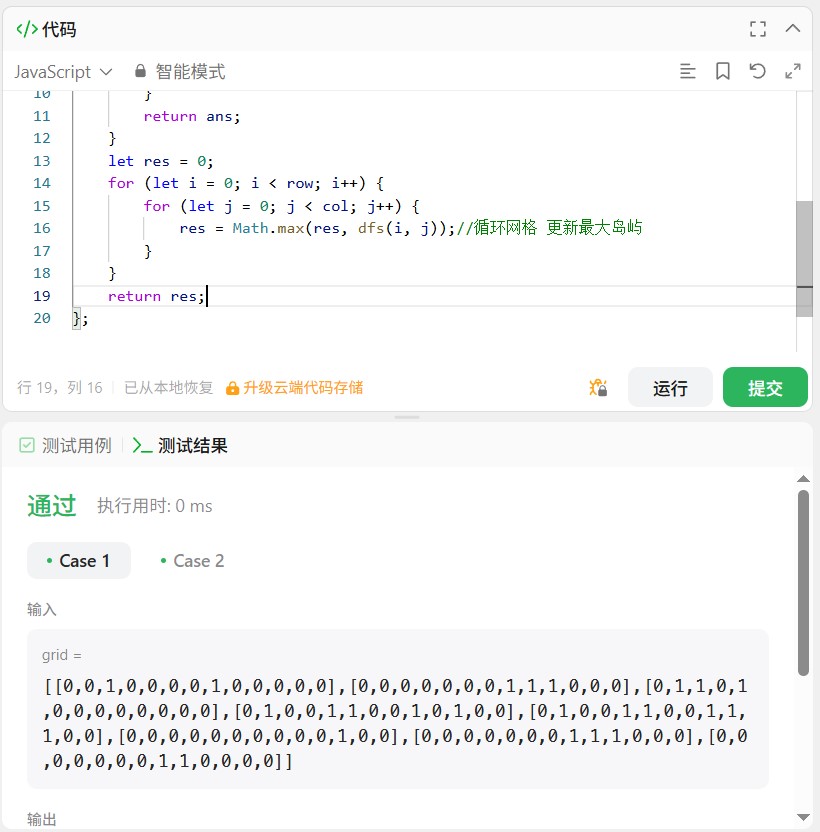 </> 代码
JavaScript 智能模式
10 }
11 return ans;
12 }
13 let res = 0;
14 for (let i = 0; i < row; i++) {
15 for (let j = 0; j < col; j++) {
16 res = Math.max(res, dfs(i, j));//循环网格 更新最大岛屿
17 }
18 }
19 return res;
20 };
行 19，列 16 已从本地恢复 升级云端代码存储 运行 提交
测试用例 测试结果
通过 执行用时: 0 ms
• Case 1 • Case 2
输入
grid =
[[0,0,1,0,0,0,0,1,0,0,0,0,0],[0,0,0,0,0,0,0,1,1,1,0,0,0],[0,1,1,0,1
,0,0,0,0,0,0,0,0],[0,1,0,0,1,1,0,0,1,0,1,0,0],[0,1,0,0,1,1,0,0,1,1,
1,0,0],[0,0,0,0,0,0,0,0,0,0,1,0,0],[0,0,0,0,0,0,0,1,1,1,0,0,0],[0,0
,0,0,0,0,0,1,1,0,0,0,0]]
输出